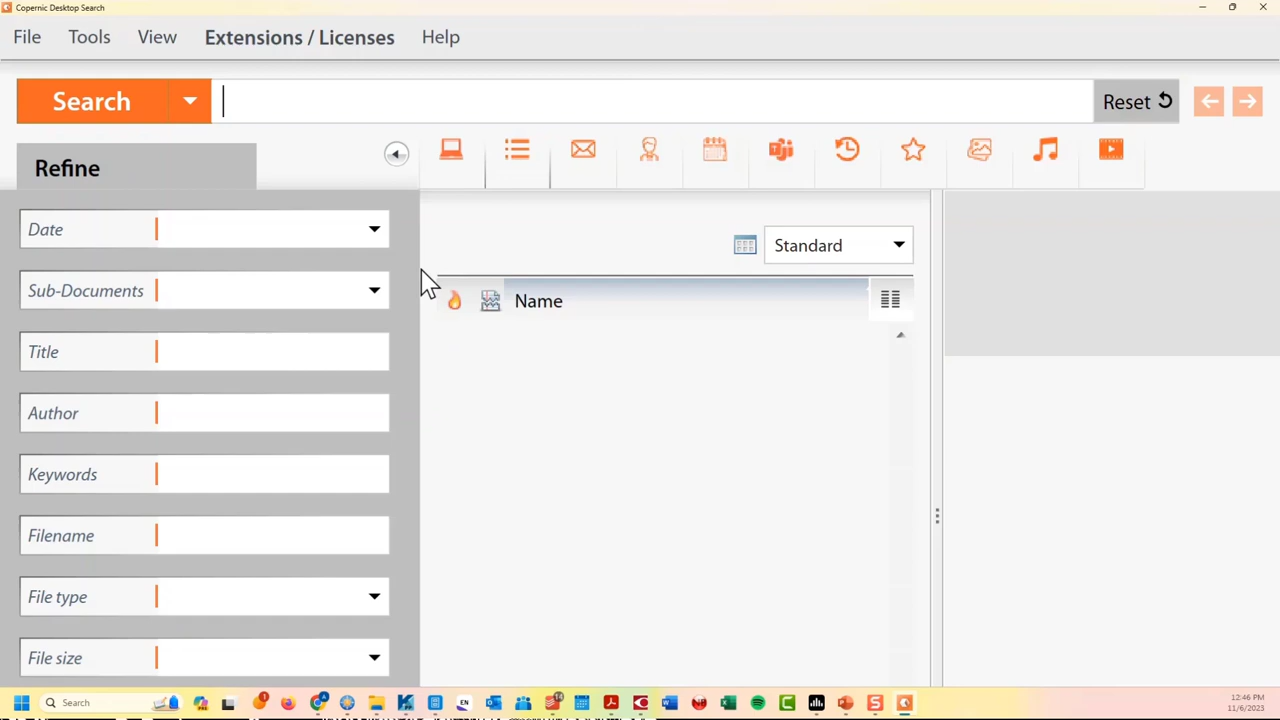 Copernic Desktop Search
File Tools View Extensions / Licenses Help
Search Reset
Refine
Date
Standard
Sub-Documents
Name
Title
Author
Keywords
Filename
File type
File size
Search EN 12:46 PM
11/6/2023